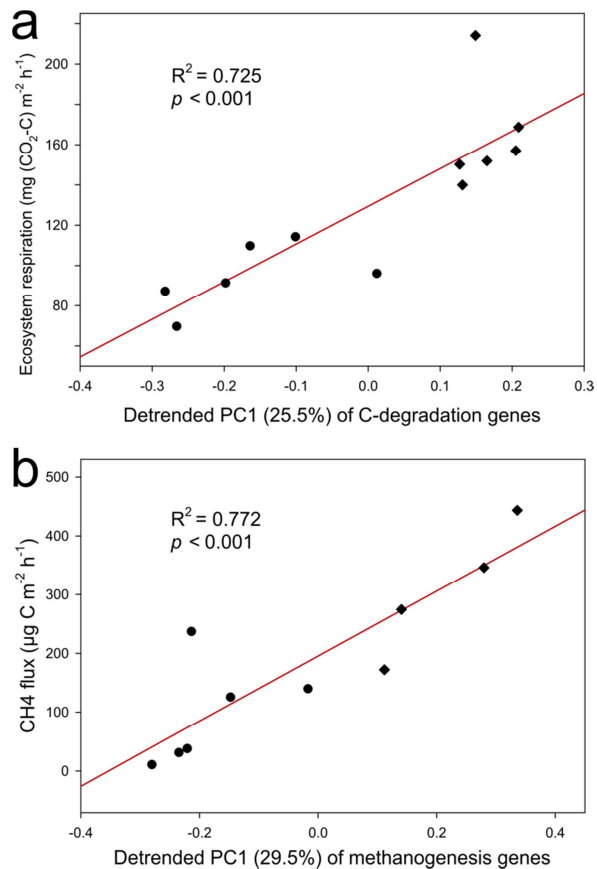 a
R² = 0.725
p < 0.001
Ecosystem respiration (mg (CO₂-C) m⁻² h⁻¹)
200
160
120
80
-0.4 -0.3 -0.2 -0.1 0.0 0.1 0.2 0.3
Detrended PC1 (25.5%) of C-degradation genes
b
R² = 0.772
p < 0.001
CH4 flux (µg C m⁻² h⁻¹)
500
400
300
200
100
0
-0.4 -0.2 0.0 0.2 0.4
Detrended PC1 (29.5%) of methanogenesis genes